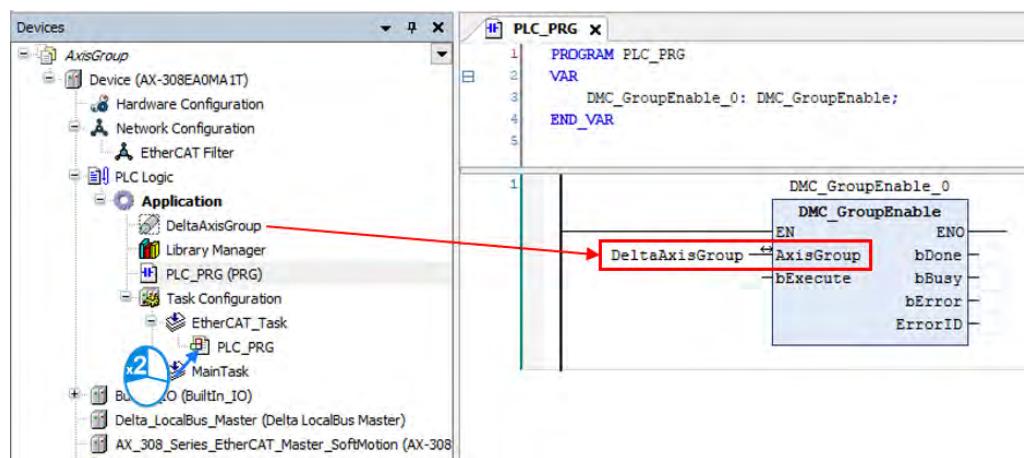 Devices
AxisGroup
Device (AX-308EA0MA1T)
Hardware Configuration
Network Configuration
EtherCAT Filter
PLC Logic
Application
DeltaAxisGroup
Library Manager
PLC_PRG (PRG)
Task Configuration
EtherCAT_Task
PLC_PRG
x2
MainTask
IO (BuiltIn_IO)
Delta_LocalBus_Master (Delta LocalBus Master)
AX_308_Series_EtherCAT_Master_SoftMotion (AX-308
PLC_PRG X
1 PROGRAM PLC_PRG
2 VAR
3 DMC_GroupEnable_0: DMC_GroupEnable;
4 END_VAR
5
1
DMC_GroupEnable_0
DMC_GroupEnable
EN ENO
DeltaAxisGroup AxisGroup bDone
bExecute bBusy
bError
ErrorID